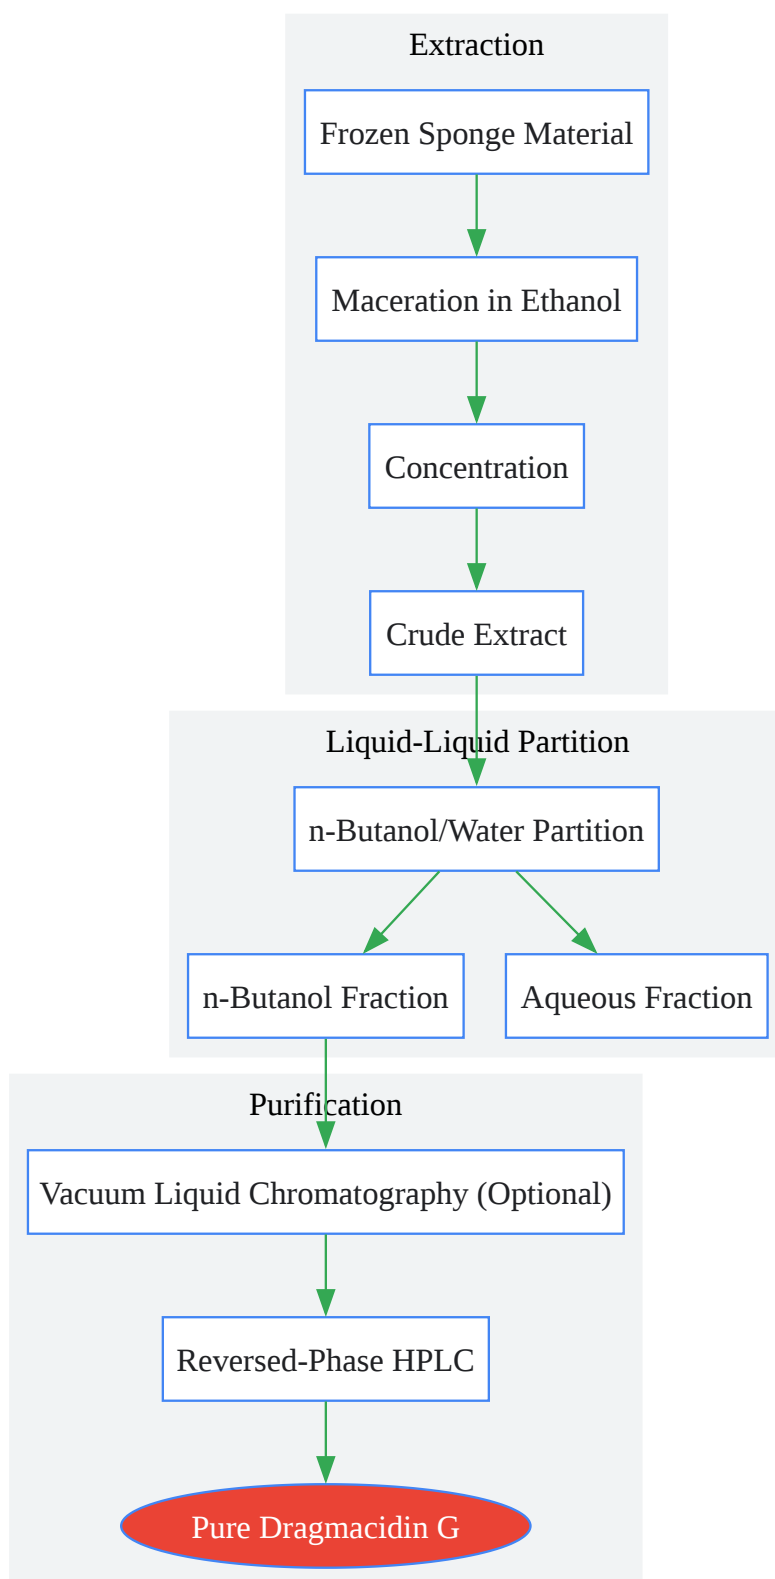 Extraction
Frozen Sponge Material
Maceration in Ethanol
Concentration
Crude Extract
Liquid-Liquid Partition
n-Butanol/Water Partition
n-Butanol Fraction
Aqueous Fraction
Purification
Vacuum Liquid Chromatography (Optional)
Reversed-Phase HPLC
Pure Dragmacidin G